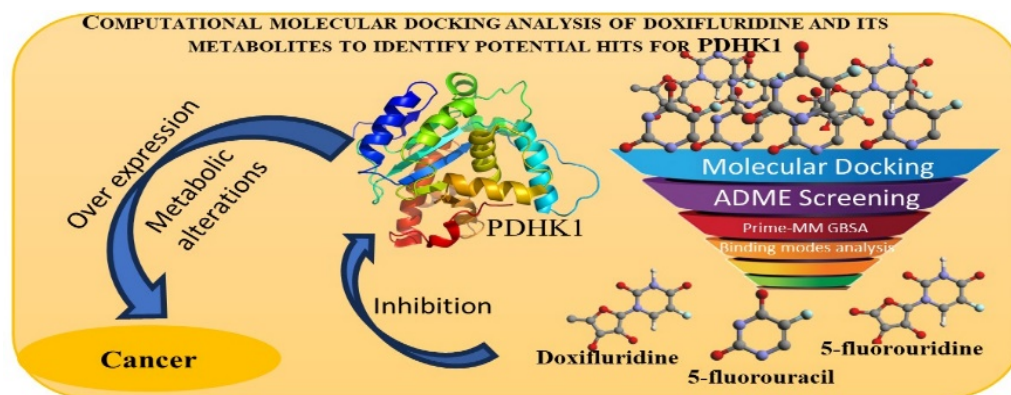 COMPUTATIONAL MOLECULAR DOCKING ANALYSIS OF DOXIFLURIDINE AND ITS
METABOLITES TO IDENTIFY POTENTIAL HITS FOR PDHK1
Over expression
Metabolic
alterations
PDHK1
Inhibition
Cancer
Molecular Docking
ADME Screening
Prime-MM GBSA
Binding modes analysis
Doxifluridine
5-fluorouracil
5-fluorouridine